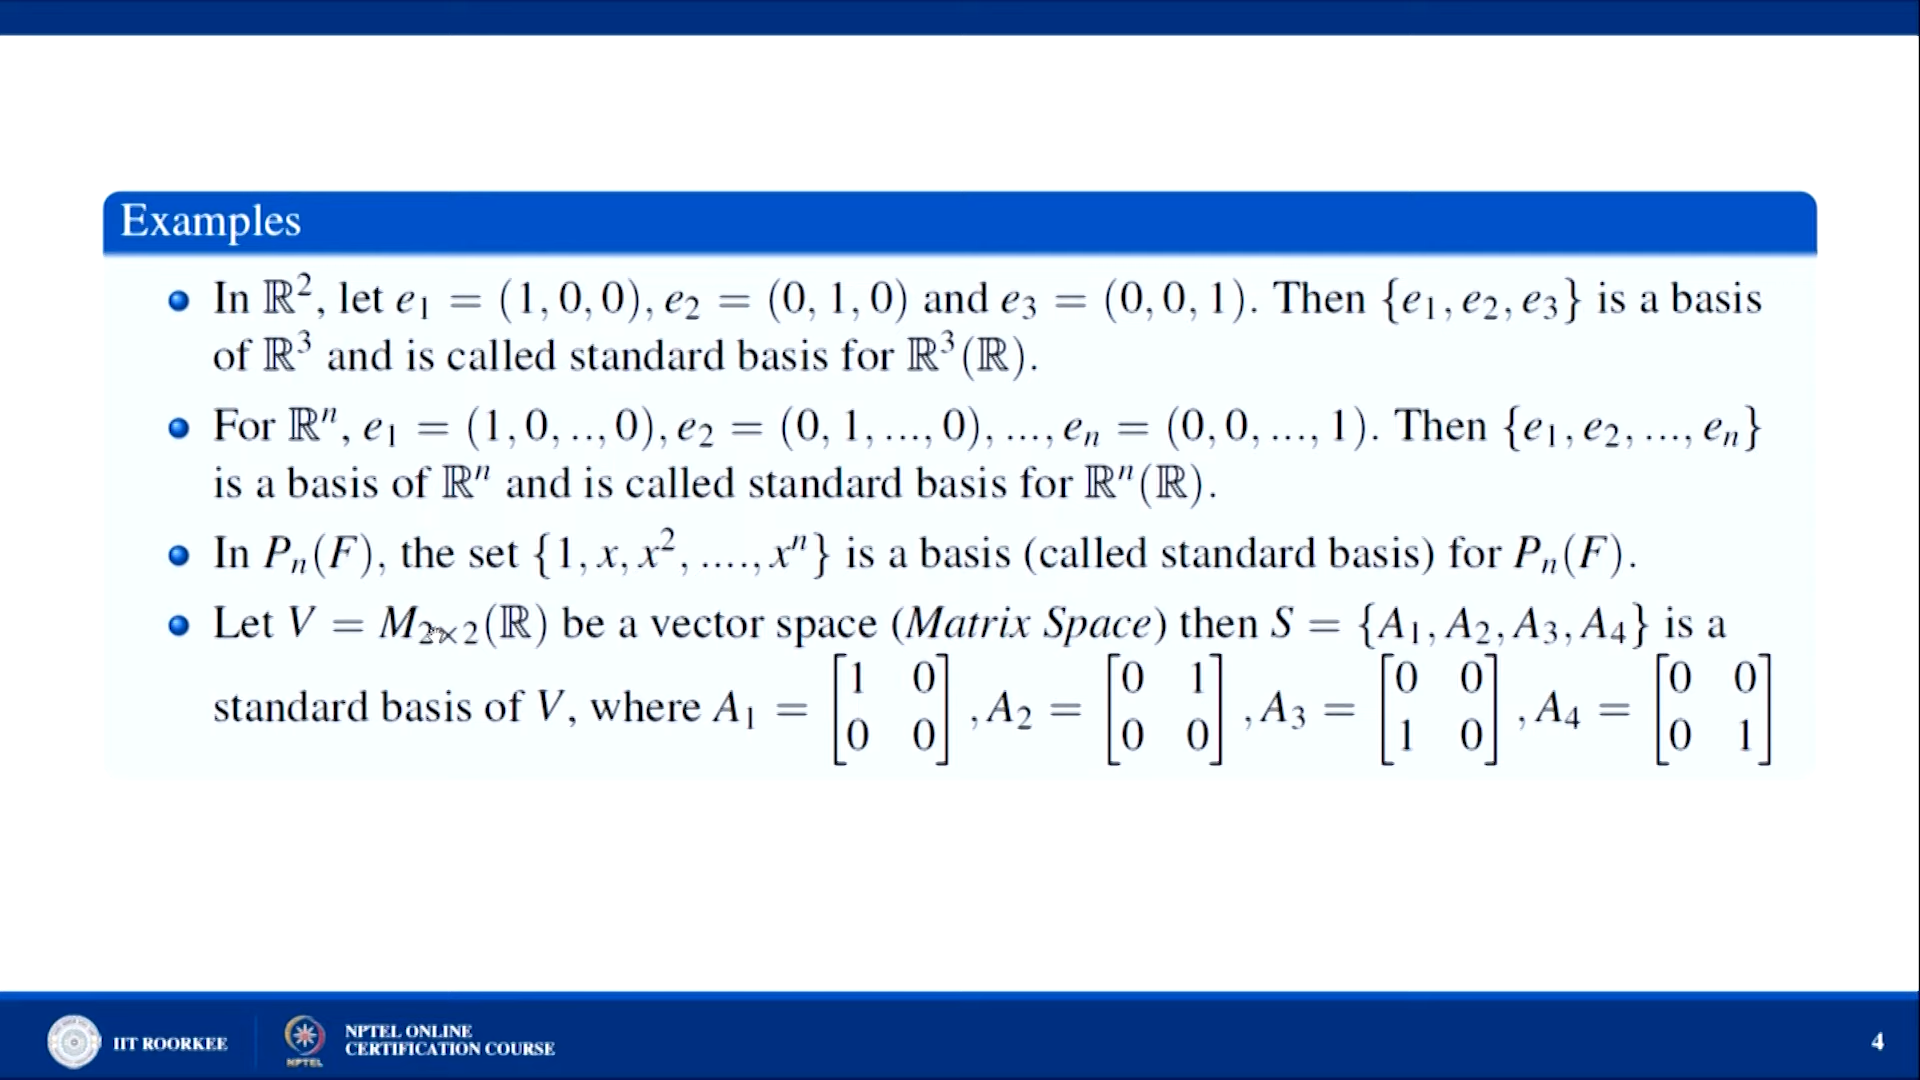 Examples
In ℝ², let e₁ = (1, 0, 0), e₂ = (0, 1, 0) and e₃ = (0, 0, 1). Then {e₁, e₂, e₃} is a basis
of ℝ³ and is called standard basis for ℝ³(ℝ).
For ℝⁿ, e₁ = (1, 0, .., 0), e₂ = (0, 1, ..., 0), ..., eₙ = (0, 0, ..., 1). Then {e₁, e₂, ..., eₙ}
is a basis of ℝⁿ and is called standard basis for ℝⁿ(ℝ).
In Pₙ(F), the set {1, x, x², ...., xⁿ} is a basis (called standard basis) for Pₙ(F).
Let V = M₂ₓ₂(ℝ) be a vector space (Matrix Space) then S = {A₁, A₂, A₃, A₄} is a
standard basis of V, where A₁ = [1 0; 0 0], A₂ = [0 1; 0 0], A₃ = [0 0; 1 0], A₄ = [0 0; 0 1]
IIT ROORKEE
NPTEL
NPTEL ONLINE
CERTIFICATION COURSE
4